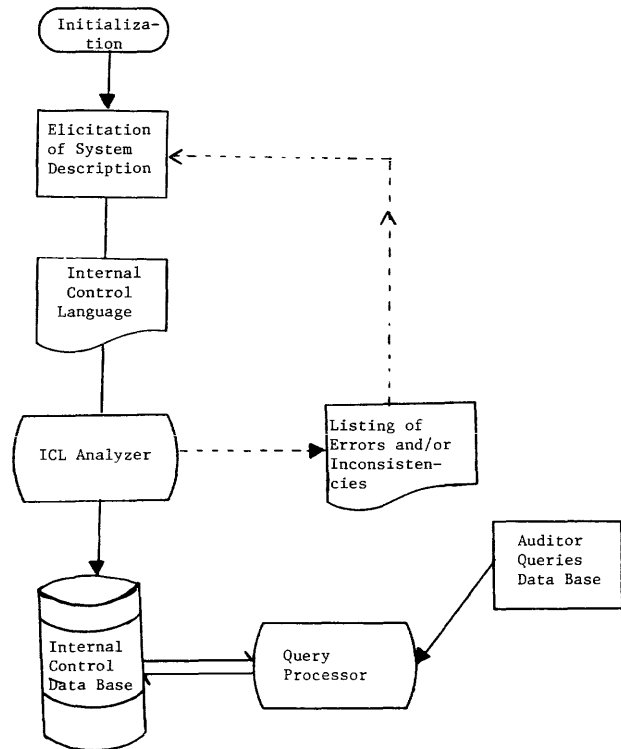 Initializa-
tion
Elicitation
of System
Description
Internal
Control
Language
ICL Analyzer
Listing of
Errors and/or
Inconsisten-
cies
Auditor
Queries
Data Base
Internal
Control
Data Base
Query
Processor